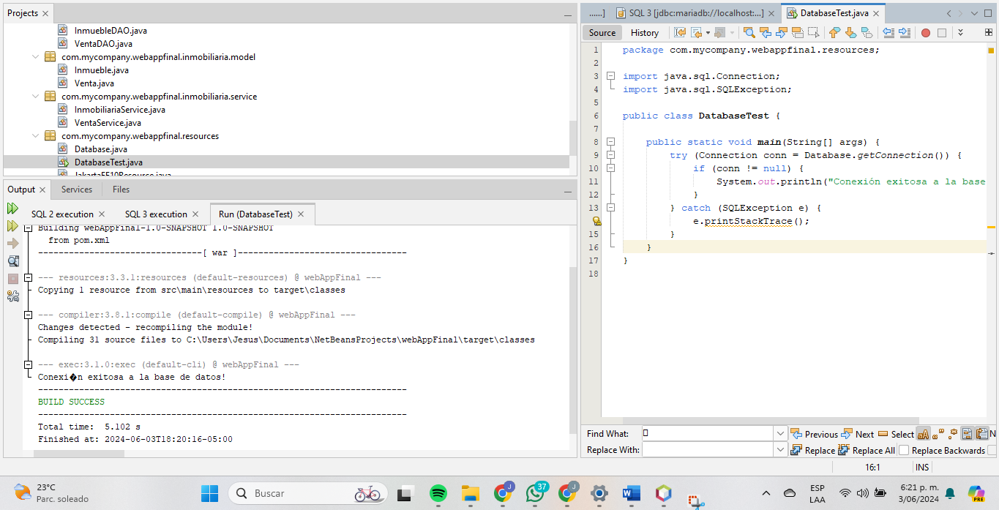 Projects
InmuebleDAO.java
VentaDAO.java
com.mycompany.webappfinal.inmobiliaria.model
Inmueble.java
Venta.java
com.mycompany.webappfinal.inmobiliaria.service
InmobiliariaService.java
VentaService.java
com.mycompany.webappfinal.resources
Database.java
DatabaseTest.java
JakartaEE10Resource.java
Output
Services
Files
SQL 2 execution
SQL 3 execution
Run (DatabaseTest)
Building webAppFinal-1.0-SNAPSHOT 1.0-SNAPSHOT
from pom.xml
--------------------------------[ war ]---------------------------------
--- resources:3.3.1:resources (default-resources) @ webAppFinal ---
Copying 1 resource from src\main\resources to target\classes
--- compiler:3.8.1:compile (default-compile) @ webAppFinal ---
Changes detected - recompiling the module!
Compiling 31 source files to C:\Users\Jesus\Documents\NetBeansProjects\webAppFinal\target\classes
--- exec:3.1.0:exec (default-cli) @ webAppFinal ---
Conexi�n exitosa a la base de datos!
------------------------------------------------------------------------
BUILD SUCCESS
------------------------------------------------------------------------
Total time:  5.102 s
Finished at: 2024-06-03T18:20:16-05:00
......]
SQL 3 [jdbc:mariadb://localhost:...]
DatabaseTest.java
Source
History
1 package com.mycompany.webappfinal.resources;
2
3 import java.sql.Connection;
4 import java.sql.SQLException;
5
6 public class DatabaseTest {
7
8 public static void main(String[] args) {
9 try (Connection conn = Database.getConnection()) {
10 if (conn != null) {
11 System.out.println("Conexión exitosa a la base
12 }
13 } catch (SQLException e) {
e.printStackTrace();
15 }
16 }
17 }
18
Find What:
Previous
Next
Select
aA
N
Replace With:
Replace
Replace All
Replace Backwards
16:1
INS
23°C
Parc. soleado
Buscar
J
37
J
W
ESP
LAA
6:21 p. m.
3/06/2024
PRE